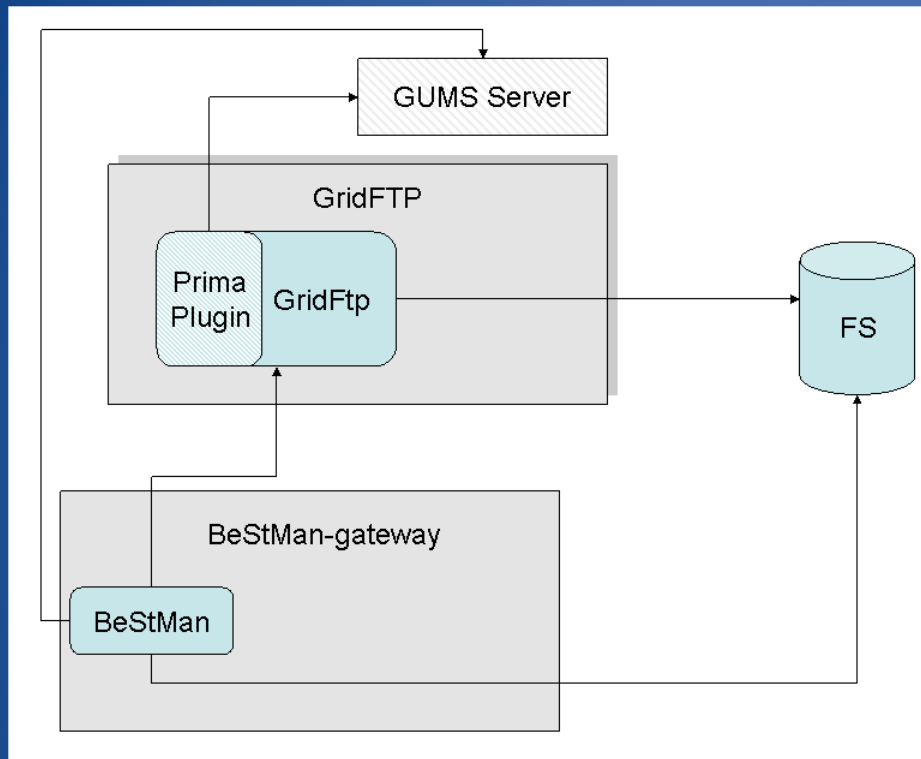 GUMS Server
GridFTP
Prima
Plugin
GridFtp
FS
BeStMan-gateway
BeStMan